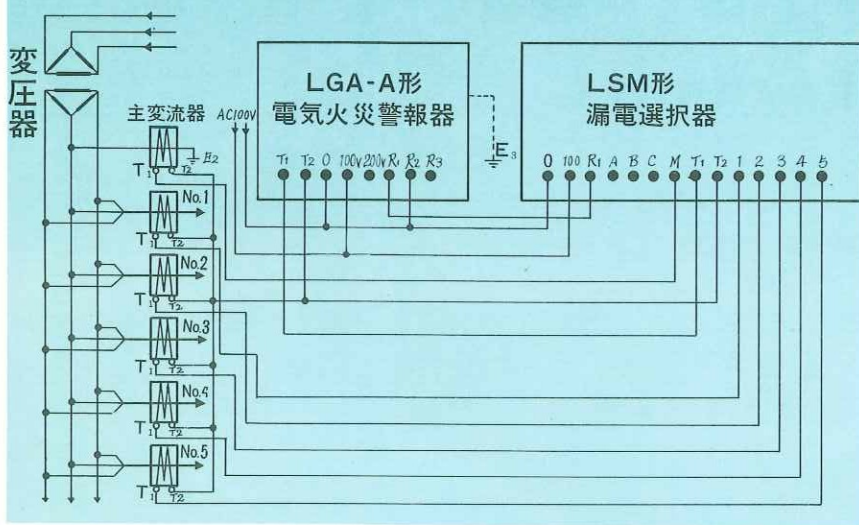 変圧器
主変流器
AC100V
LGA-A形
電気火災警報器
LSM形
漏電選択器
E2
E3
T1 T2 0 100V 200V R1 R2 R3
0 100 R1 A B C M T1 T2 1 2 3 4 5
T1 T2
No.1
T1 T2
No.2
T1 T2
No.3
T1 T2
No.4
T1 T2
No.5
T1 T2